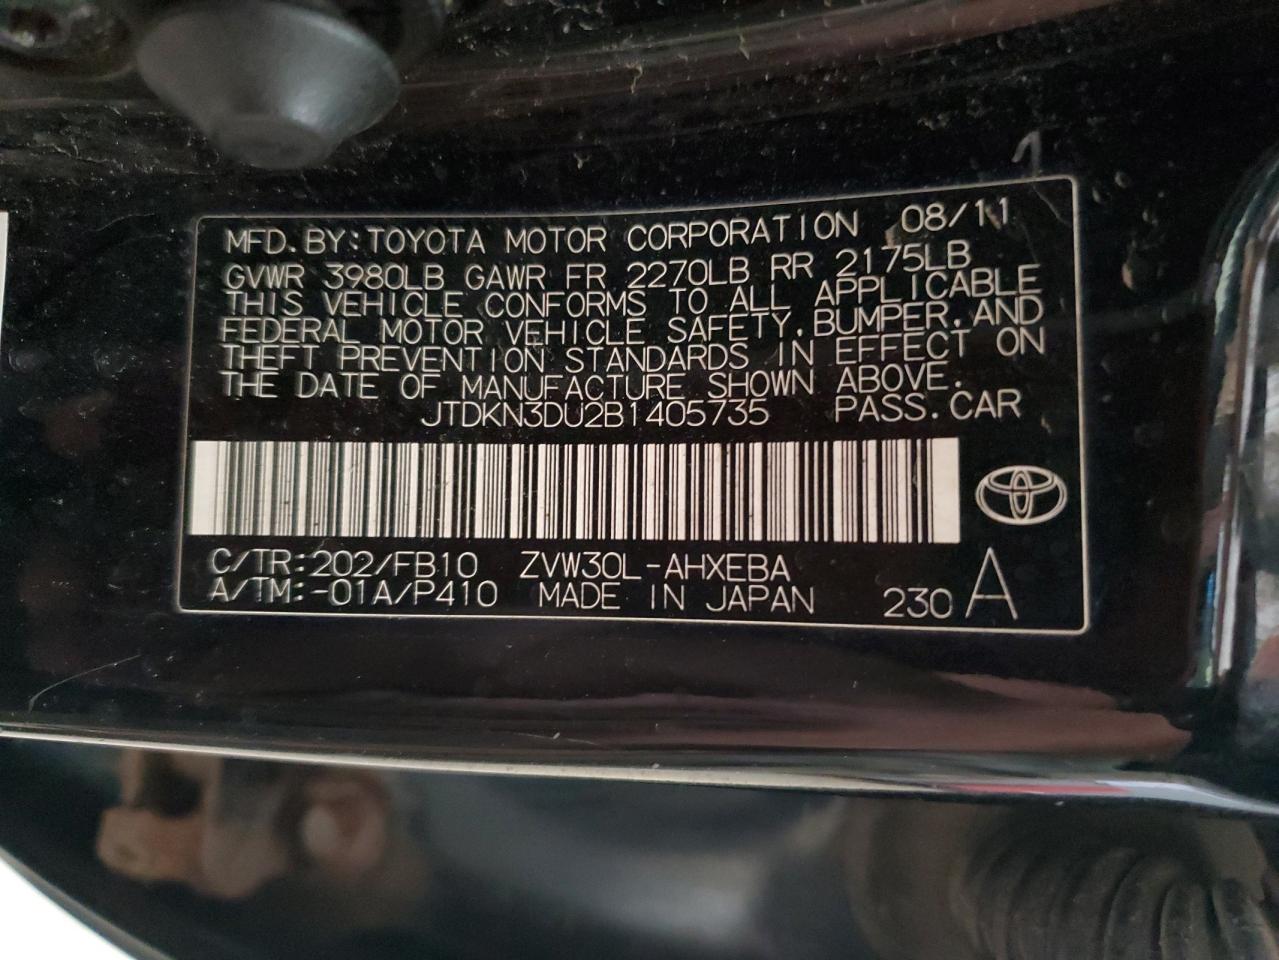 MFD. BY: TOYOTA MOTOR CORPORATION 08/11
GVWR 3980LB GAWR FR 2270LB RR 2175LB
THIS VEHICLE CONFORMS TO ALL APPLICABLE
FEDERAL MOTOR VEHICLE SAFETY, BUMPER, AND
THEFT PREVENTION STANDARDS IN EFFECT ON
THE DATE OF MANUFACTURE SHOWN ABOVE.
JTDKN3DU2B1405735 PASS. CAR
C/TR: 202/FB10 ZVW30L-AHXEBA
A/TM: -01A/P410 MADE IN JAPAN 230 A